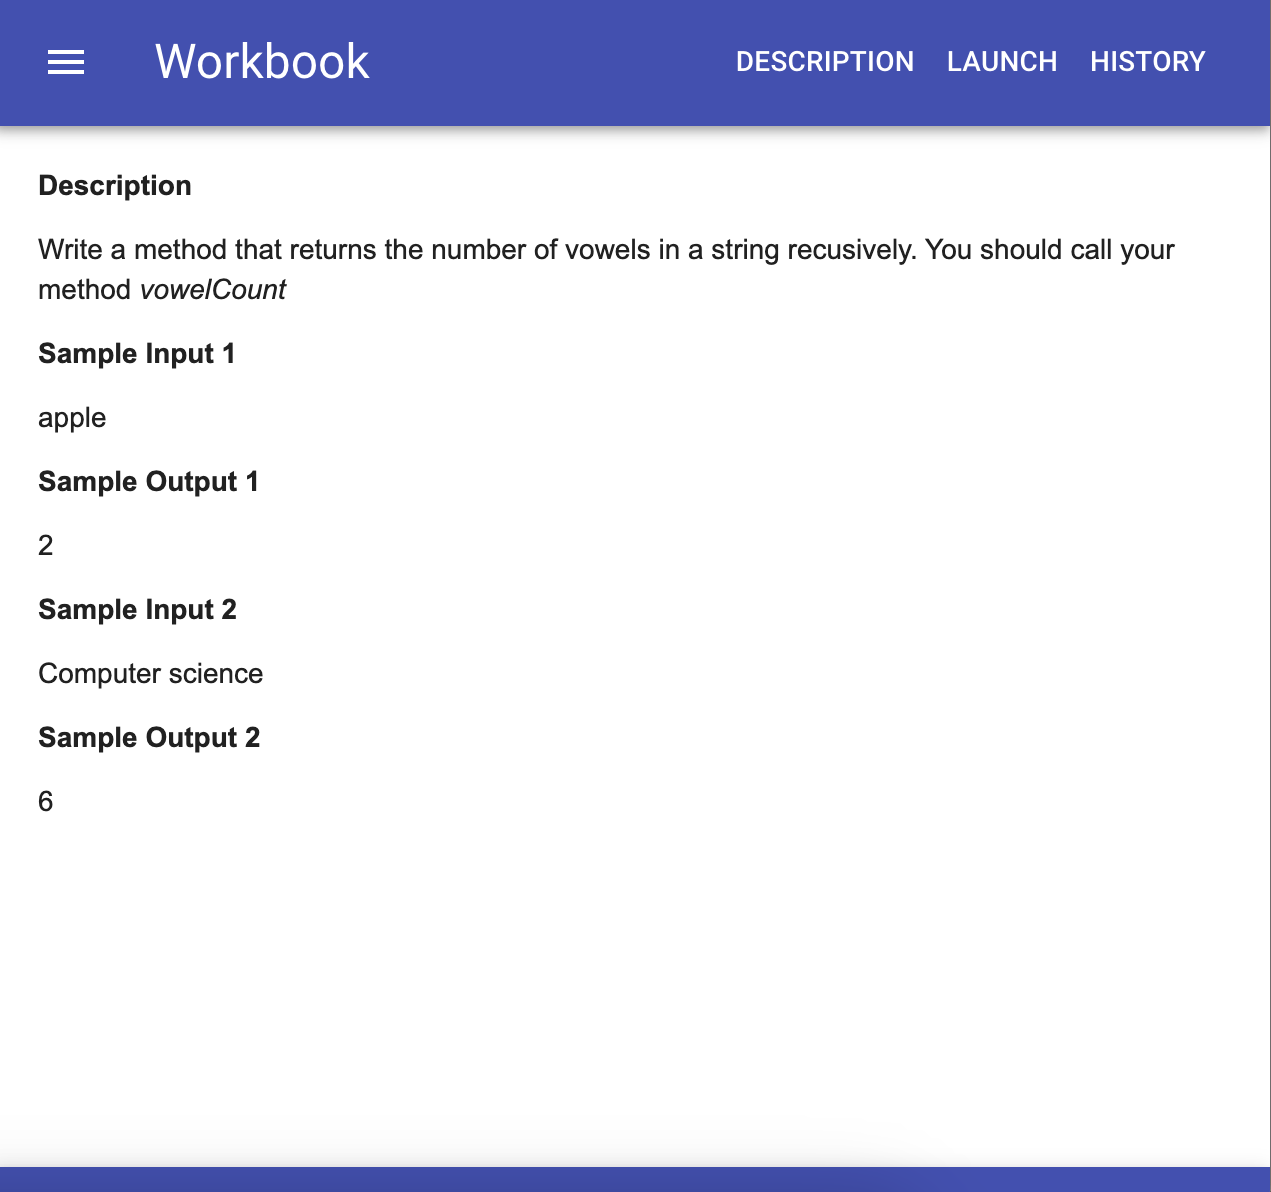 Workbook
DESCRIPTION LAUNCH HISTORY
Description
Write a method that returns the number of vowels in a string recusively. You should call your
method vowelCount
Sample Input 1
apple
Sample Output 1
2
Sample Input 2
Computer science
Sample Output 2
6